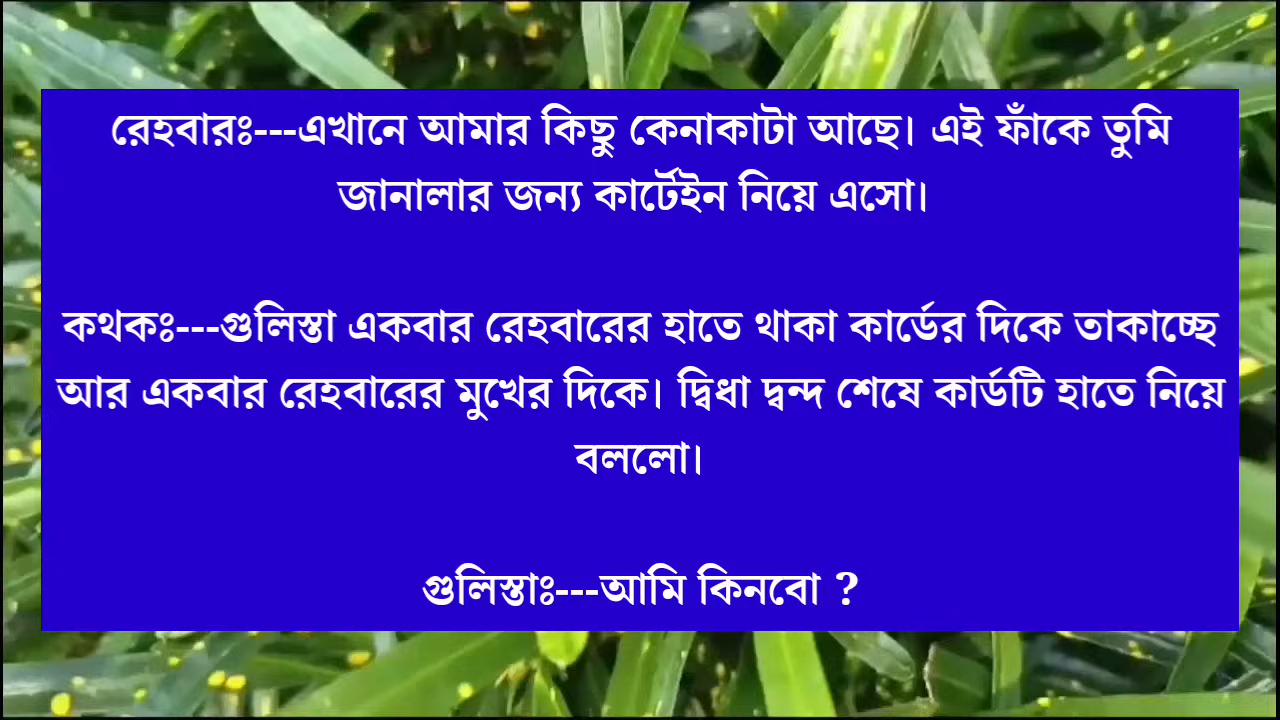 রেহবারঃ---এখানে আমার কিছু কেনাকাটা আছে। এই ফাঁকে তুমি
জানালার জন্য কার্টেইন নিয়ে এসো।
কথকঃ---গুলিস্তা একবার রেহবারের হাতে থাকা কার্ডের দিকে তাকাচ্ছে
আর একবার রেহবারের মুখের দিকে। দ্বিধা দ্বন্দ শেষে কার্ডটি হাতে নিয়ে
বললো।
গুলিস্তাঃ---আমি কিনবো ?